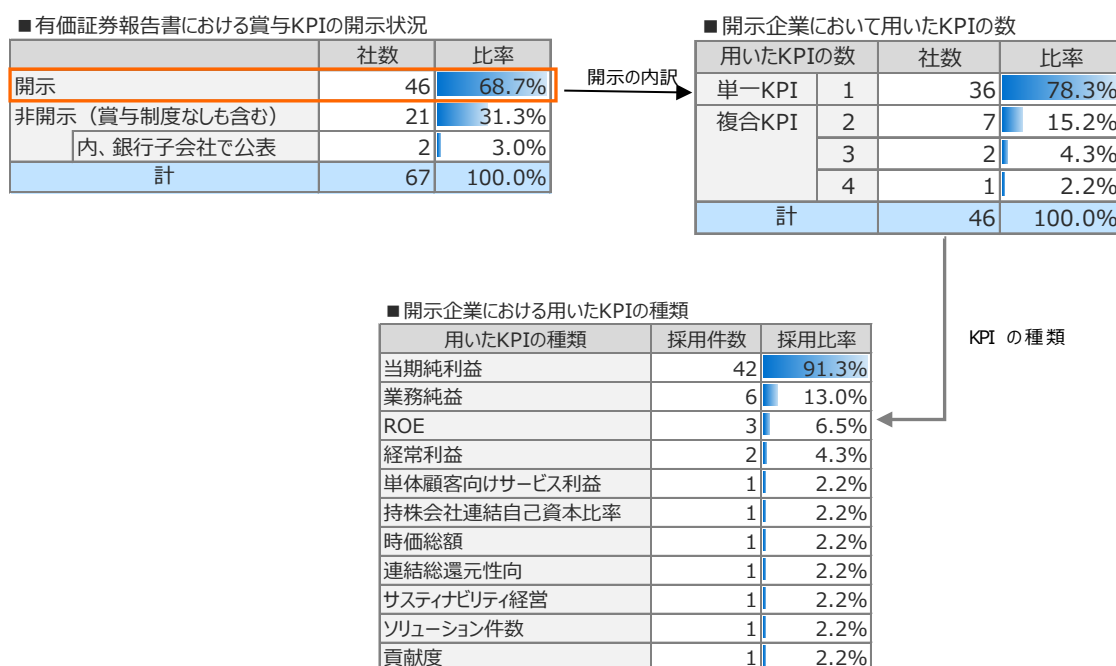 ■有価証券報告書における賞与KPIの開示状況
社数 比率
開示 46 68.7%
非開示（賞与制度なしも含む） 21 31.3%
内、銀行子会社で公表 2 3.0%
計 67 100.0%
開示の内訳
■開示企業において用いたKPIの数
用いたKPIの数 社数 比率
単一KPI 1 36 78.3%
複合KPI 2 7 15.2%
3 2 4.3%
4 1 2.2%
計 46 100.0%
KPI の種類
■開示企業における用いたKPIの種類
用いたKPIの種類 採用件数 採用比率
当期純利益 42 91.3%
業務純益 6 13.0%
ROE 3 6.5%
経常利益 2 4.3%
単体顧客向けサービス利益 1 2.2%
持株会社連結自己資本比率 1 2.2%
時価総額 1 2.2%
連結総還元性向 1 2.2%
サスティナビリティ経営 1 2.2%
ソリューション件数 1 2.2%
貢献度 1 2.2%